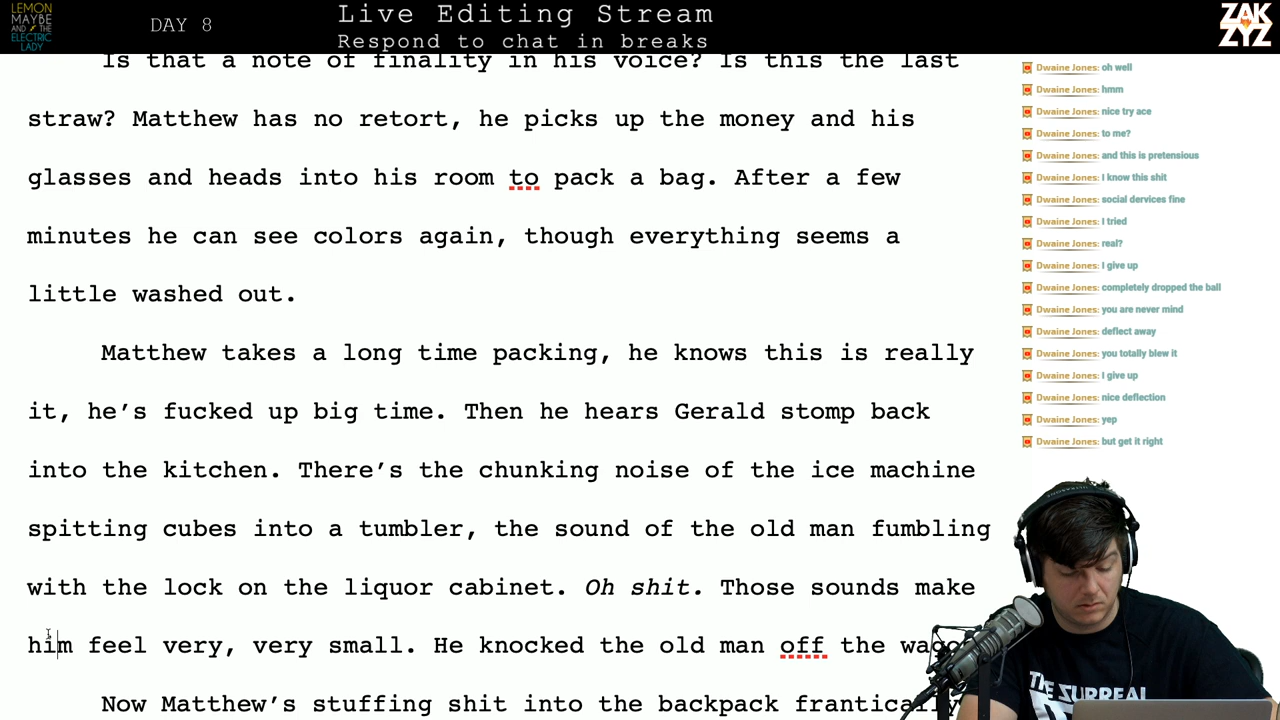 LEMON
MAYBE
AND THE
ELECTRIC
LADY
DAY 8
Live Editing Stream
Respond to chat in breaks
ZAK
ZYZ
Is that a note of finality in his voice? Is this the last
straw? Matthew has no retort, he picks up the money and his
glasses and heads into his room to pack a bag. After a few
minutes he can see colors again, though everything seems a
little washed out.
Matthew takes a long time packing, he knows this is really
it, he’s fucked up big time. Then he hears Gerald stomp back
into the kitchen. There’s the chunking noise of the ice machine
spitting cubes into a tumbler, the sound of the old man fumbling
with the lock on the liquor cabinet. Oh shit. Those sounds make
him feel very, very small. He knocked the old man off the
Now Matthew’s stuffing shit into the backpack
Dwaine Jones: oh well
Dwaine Jones: hmm
Dwaine Jones: nice try ace
Dwaine Jones: to me?
Dwaine Jones: and this is pretensious
Dwaine Jones: I know this shit
Dwaine Jones: social dervices fine
Dwaine Jones: I tried
Dwaine Jones: real?
Dwaine Jones: I give up
Dwaine Jones: completely dropped the ball
Dwaine Jones: you are never mind
Dwaine Jones: deflect away
Dwaine Jones: you totally blew it
Dwaine Jones: I give up
Dwaine Jones: nice deflection
Dwaine Jones: yep
Dwaine Jones: but get it right
THE SURREAL